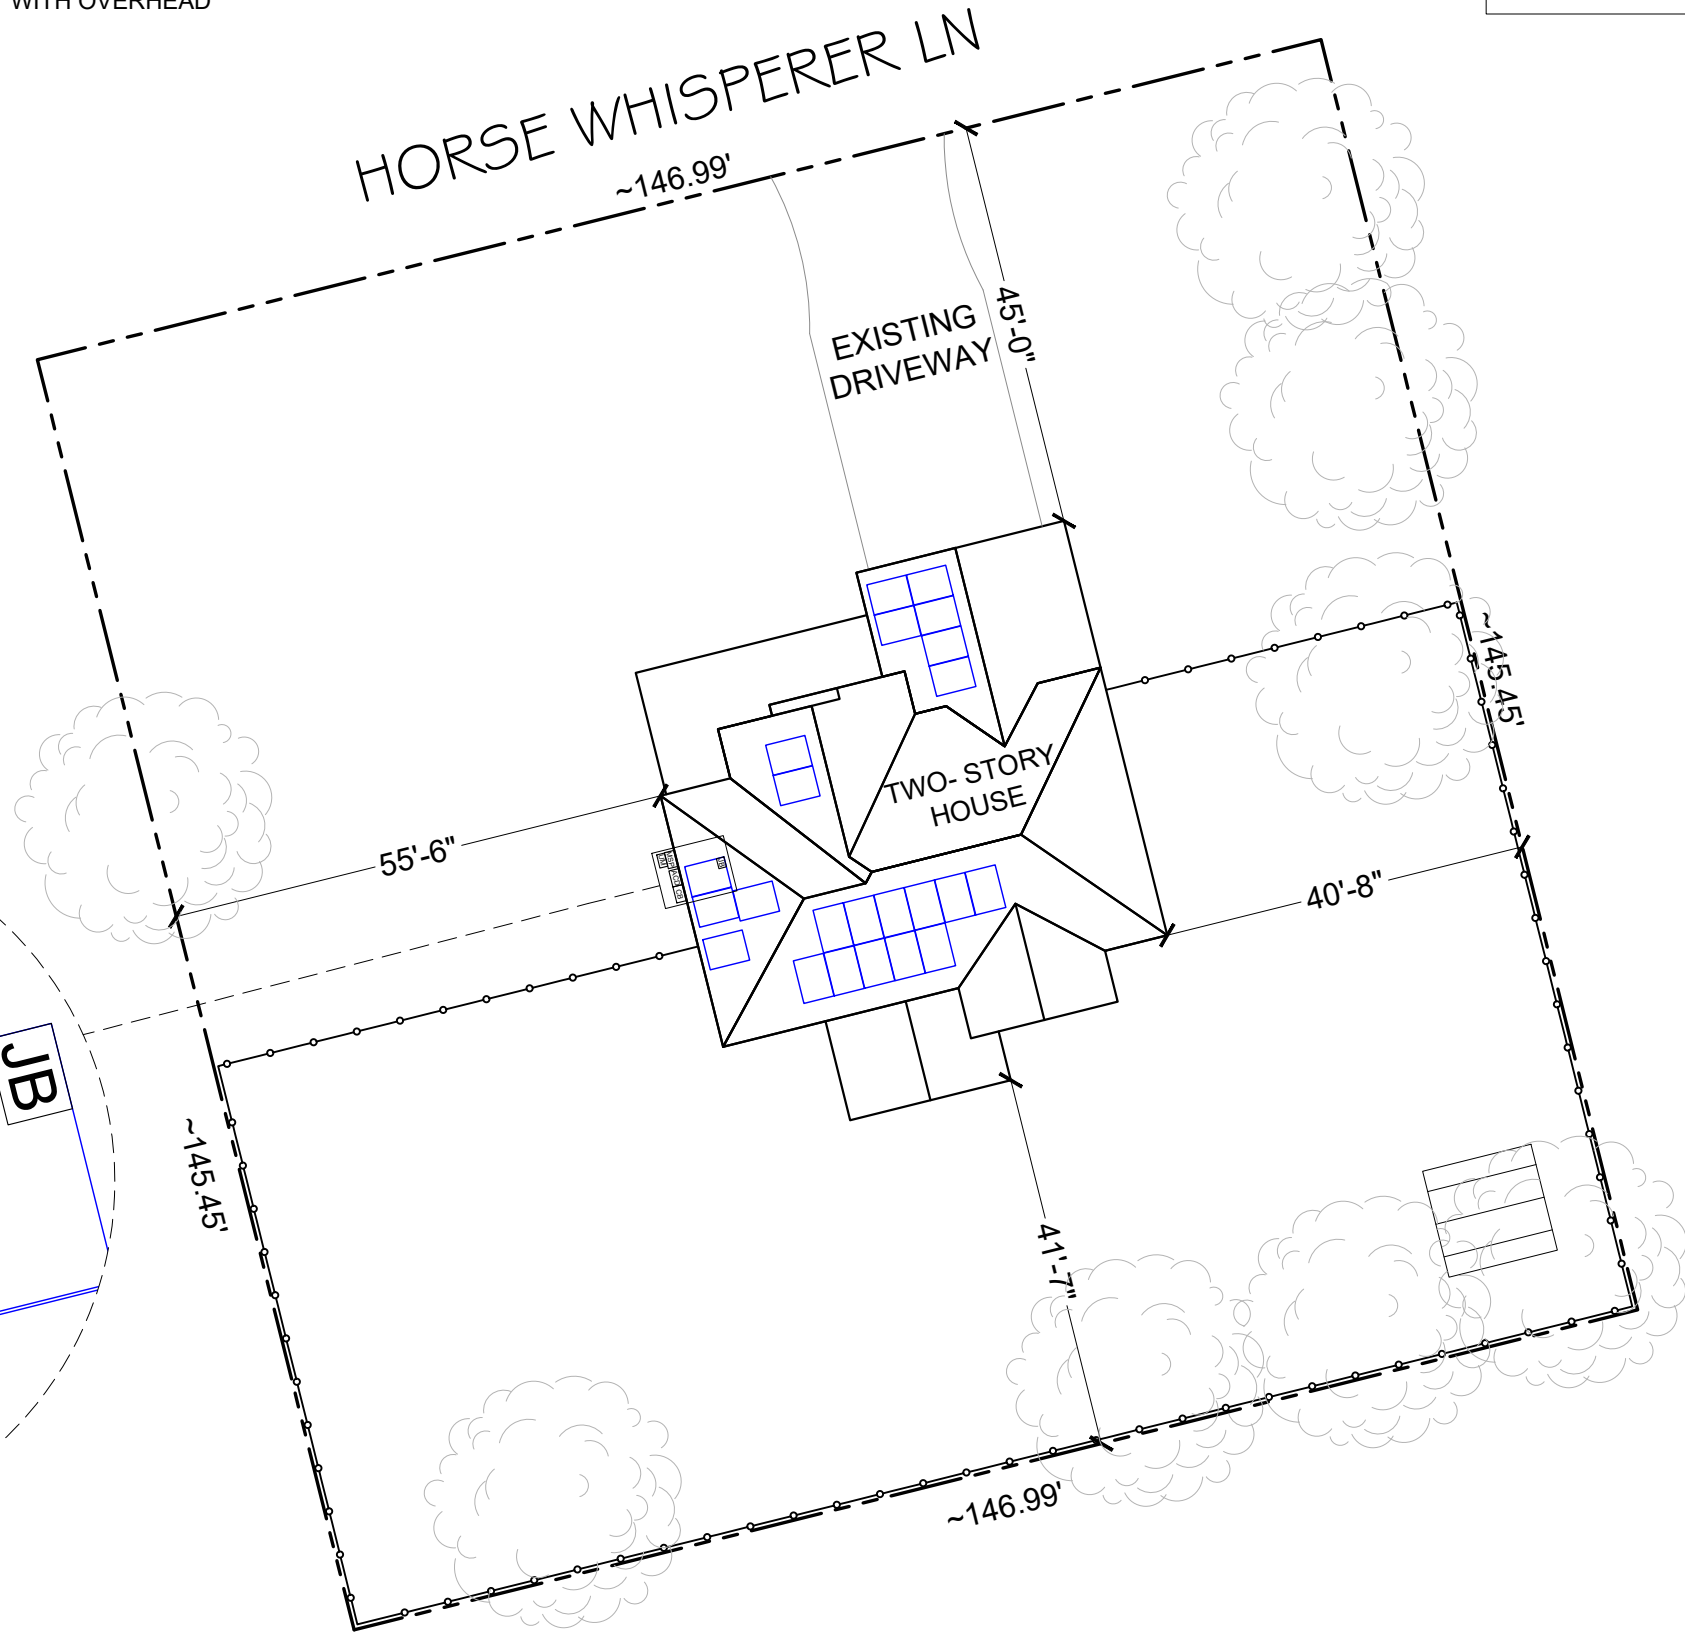 WITH OVERHEAD
HORSE WHISPERER LN
~146.99'
EXISTING
DRIVEWAY
45'-0"
~145.45'
TWO- STORY
HOUSE
55'-6"
40'-8"
JB
~145.45'
41'-7"
~146.99'